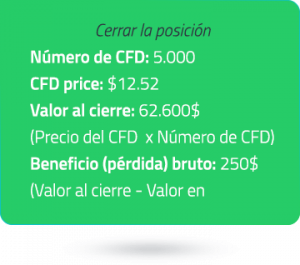 Cerrar la posición
Número de CFD: 5.000
CFD price: $12.52
Valor al cierre: 62.600$
(Precio del CFD x Número de CFD)
Beneficio (pérdida) bruto: 250$
(Valor al cierre - Valor en